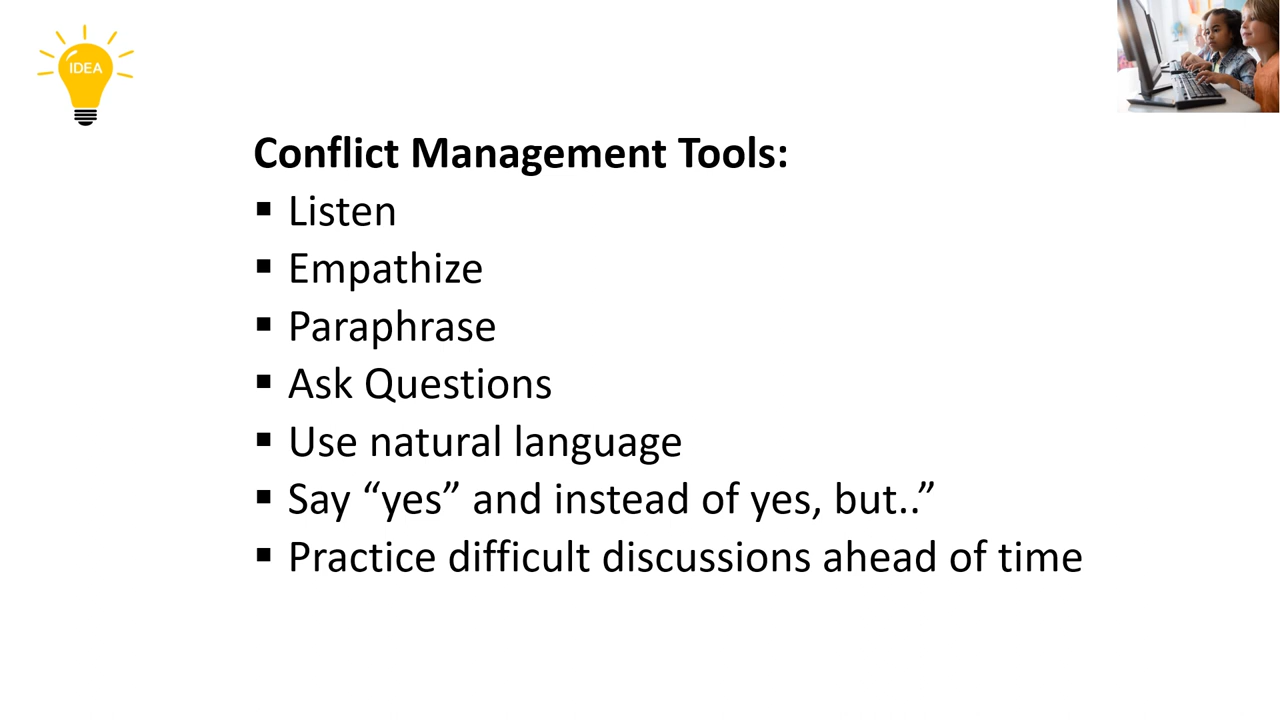 IDEA
Conflict Management Tools:
▪ Listen
▪ Empathize
▪ Paraphrase
▪ Ask Questions
▪ Use natural language
▪ Say “yes” and instead of yes, but..”
▪ Practice difficult discussions ahead of time